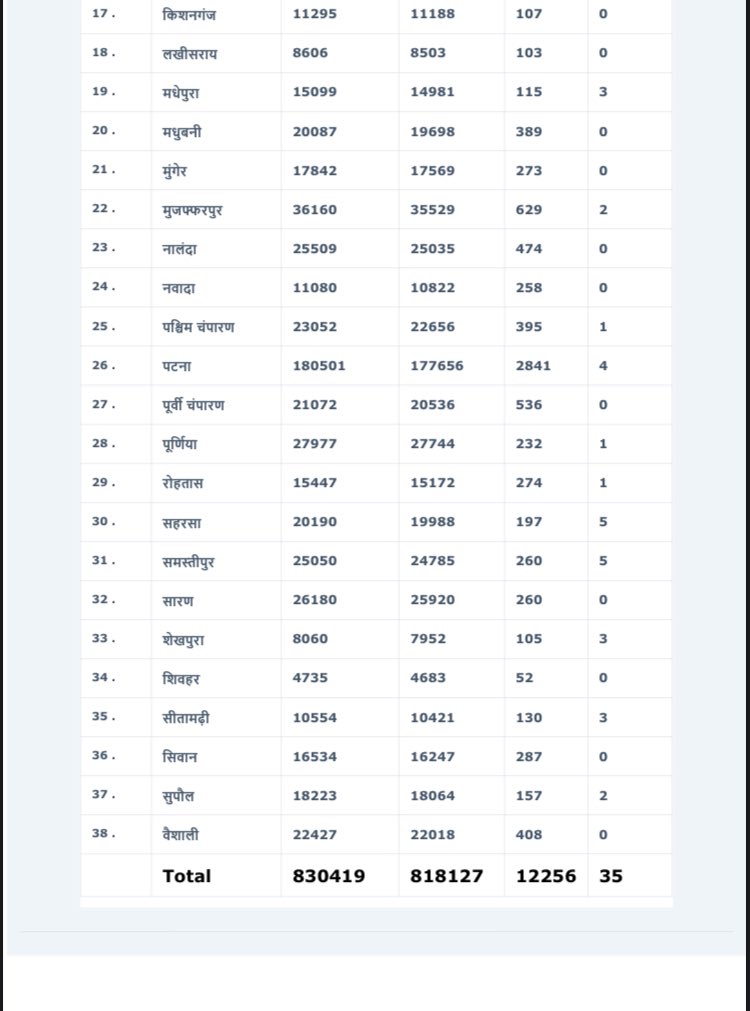 17. किशनगंज 11295 11188 107 0
18. लखीसराय 8606 8503 103 0
19. मधेपुरा 15099 14981 115 3
20. मधुबनी 20087 19698 389 0
21. मुंगेर 17842 17569 273 0
22. मुजफ्फरपुर 36160 35529 629 2
23. नालंदा 25509 25035 474 0
24. नवादा 11080 10822 258 0
25. पश्चिम चंपारण 23052 22656 395 1
26. पटना 180501 177656 2841 4
27. पूर्वी चंपारण 21072 20536 536 0
28. पूर्णिया 27977 27744 232 1
29. रोहतास 15447 15172 274 1
30. सहरसा 20190 19988 197 5
31. समस्तीपुर 25050 24785 260 5
32. सारण 26180 25920 260 0
33. शेखपुरा 8060 7952 105 3
34. शिवहर 4735 4683 52 0
35. सीतामढ़ी 10554 10421 130 3
36. सिवान 16534 16247 287 0
37. सुपौल 18223 18064 157 2
38. वैशाली 22427 22018 408 0
Total 830419 818127 12256 35